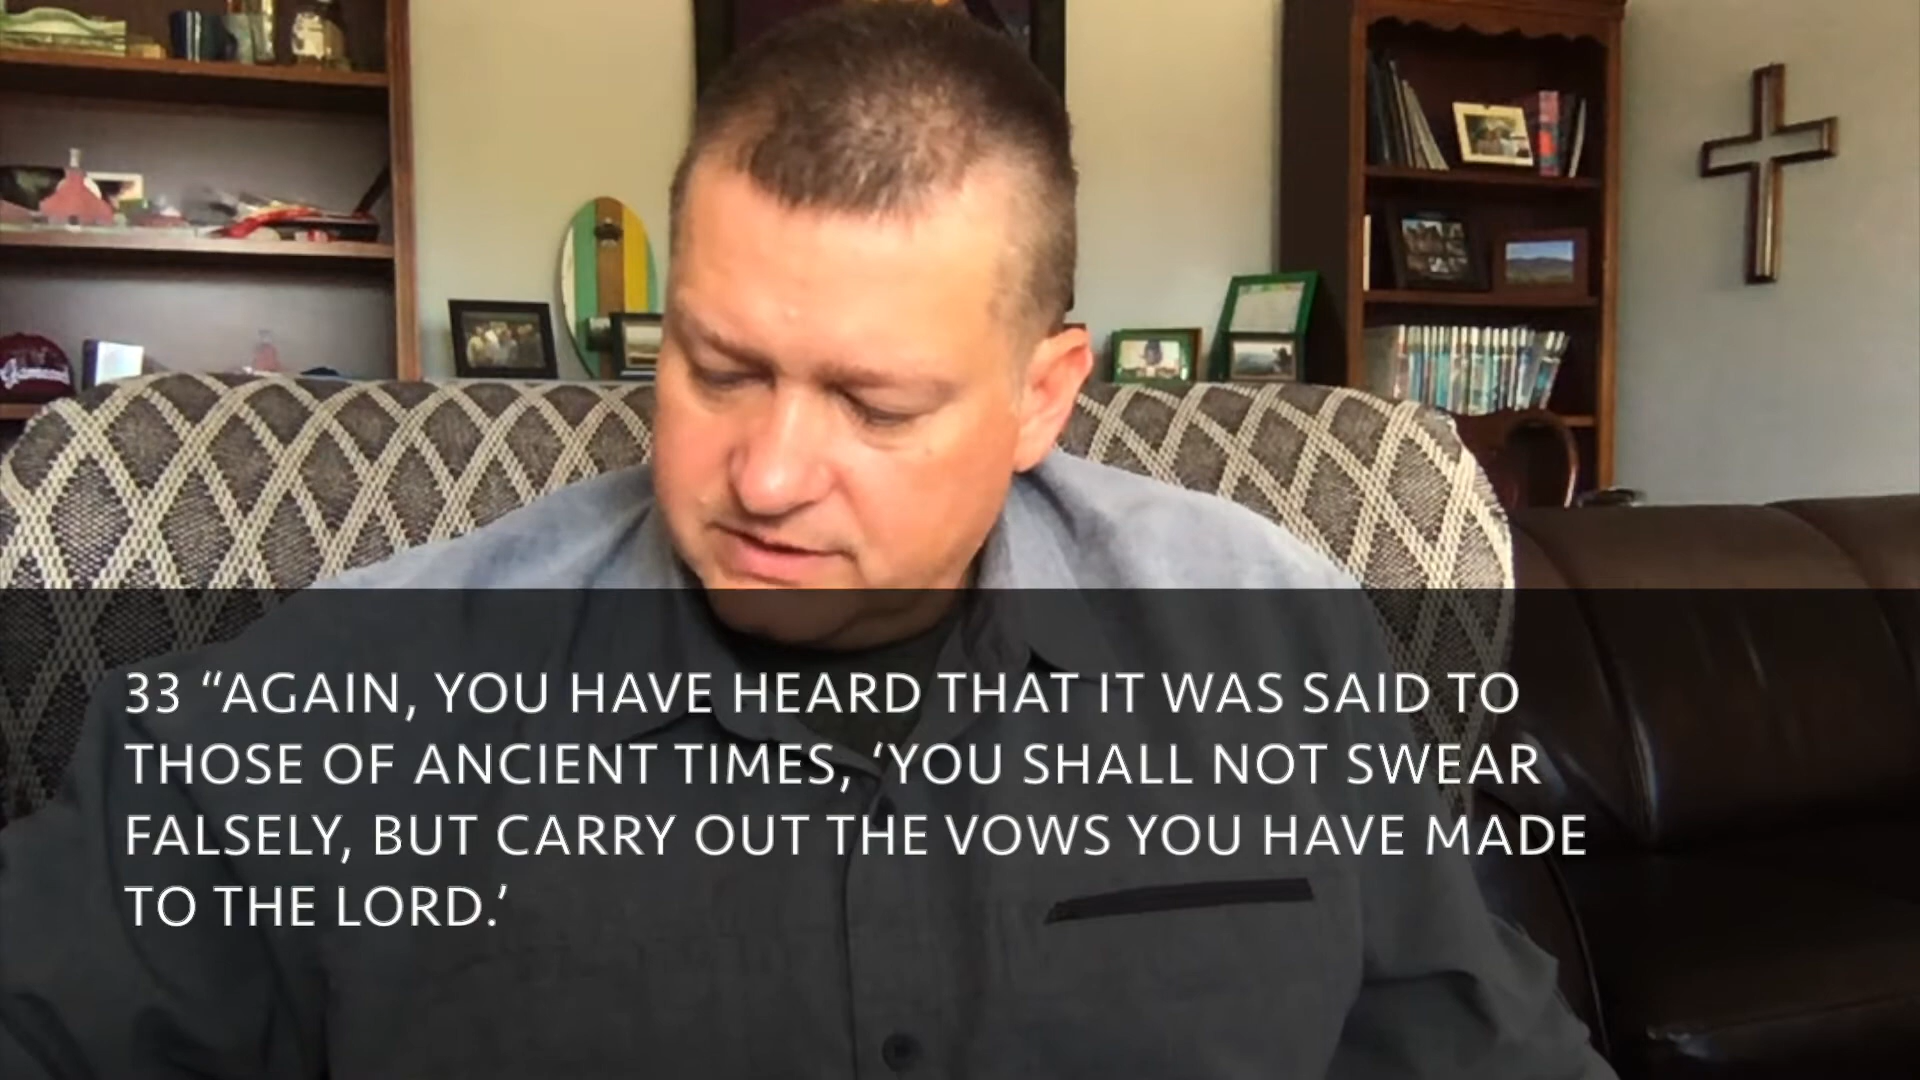 33 “AGAIN, YOU HAVE HEARD THAT IT WAS SAID TO
THOSE OF ANCIENT TIMES, ‘YOU SHALL NOT SWEAR
FALSELY, BUT CARRY OUT THE VOWS YOU HAVE MADE
TO THE LORD.’